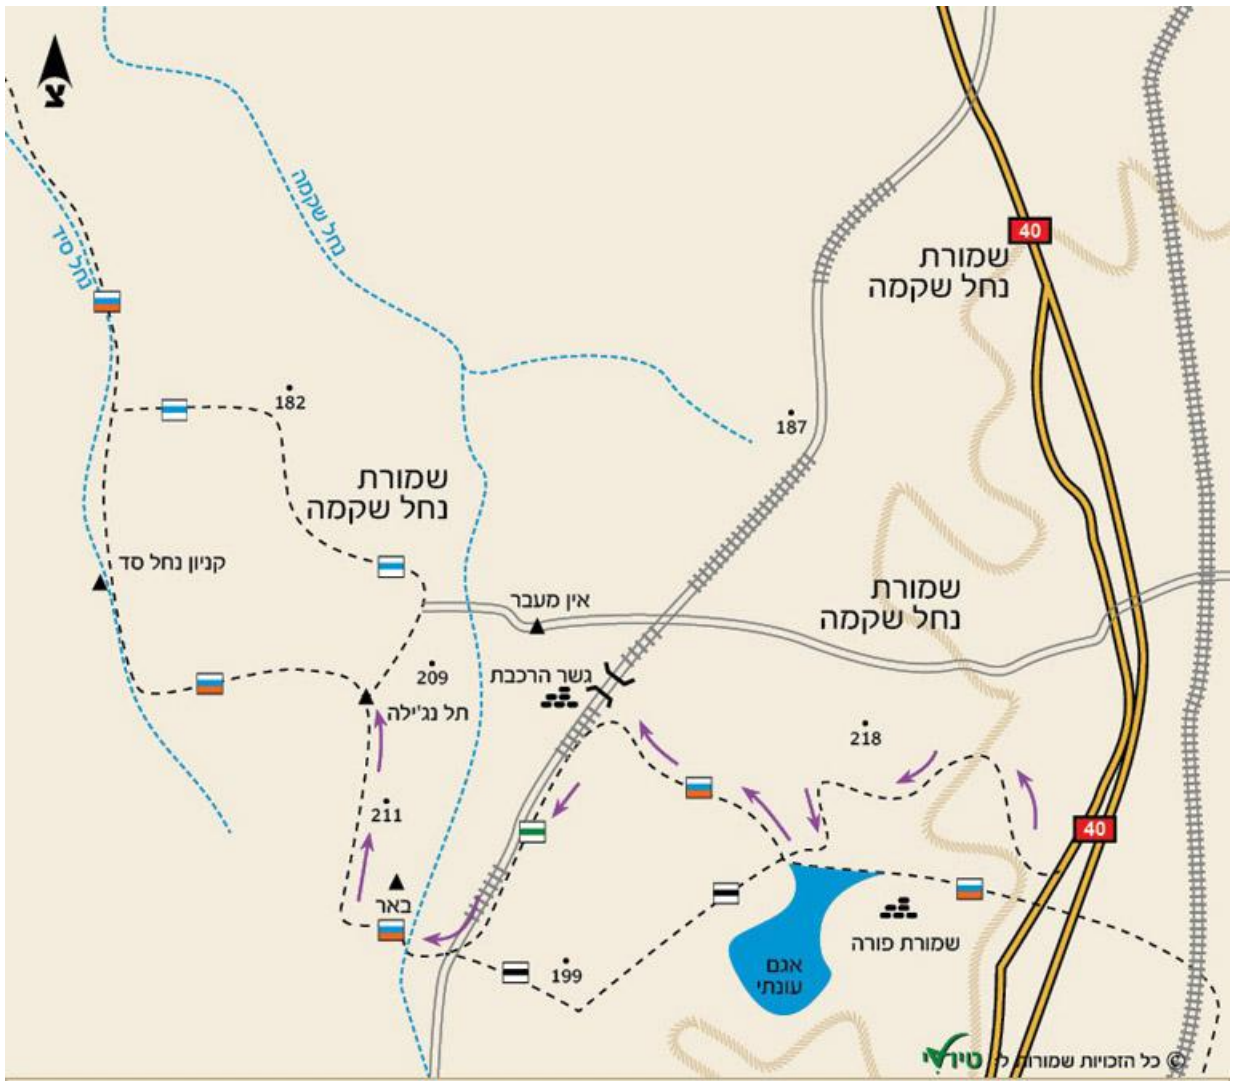 צ
נחל שקמה
נחל סיד
40
שמורת
נחל שקמה
182
187
שמורת
נחל שקמה
קניון נחל סד
אין מעבר
שמורת
נחל שקמה
209
גשר הרכבת
תל נג'ילה
218
211
40
באר
שמורת פורה
199
אגם
עונתי
© כל הזכויות שמורות ל: טיולי